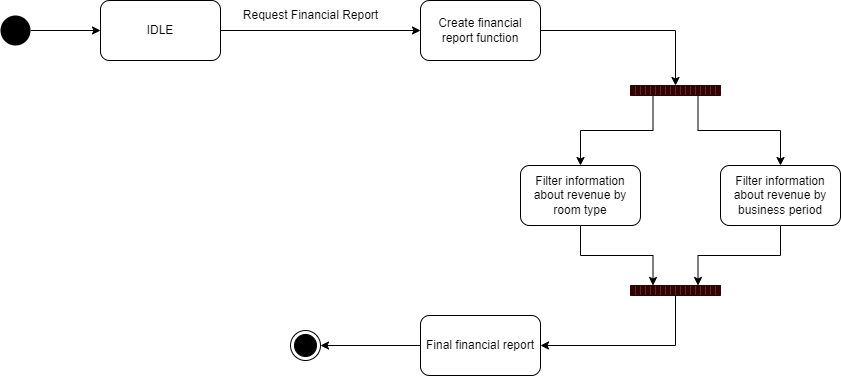 Request Financial Report
IDLE
Create financial
report function
Filter information
about revenue by
room type
Filter information
about revenue by
business period
Final financial report